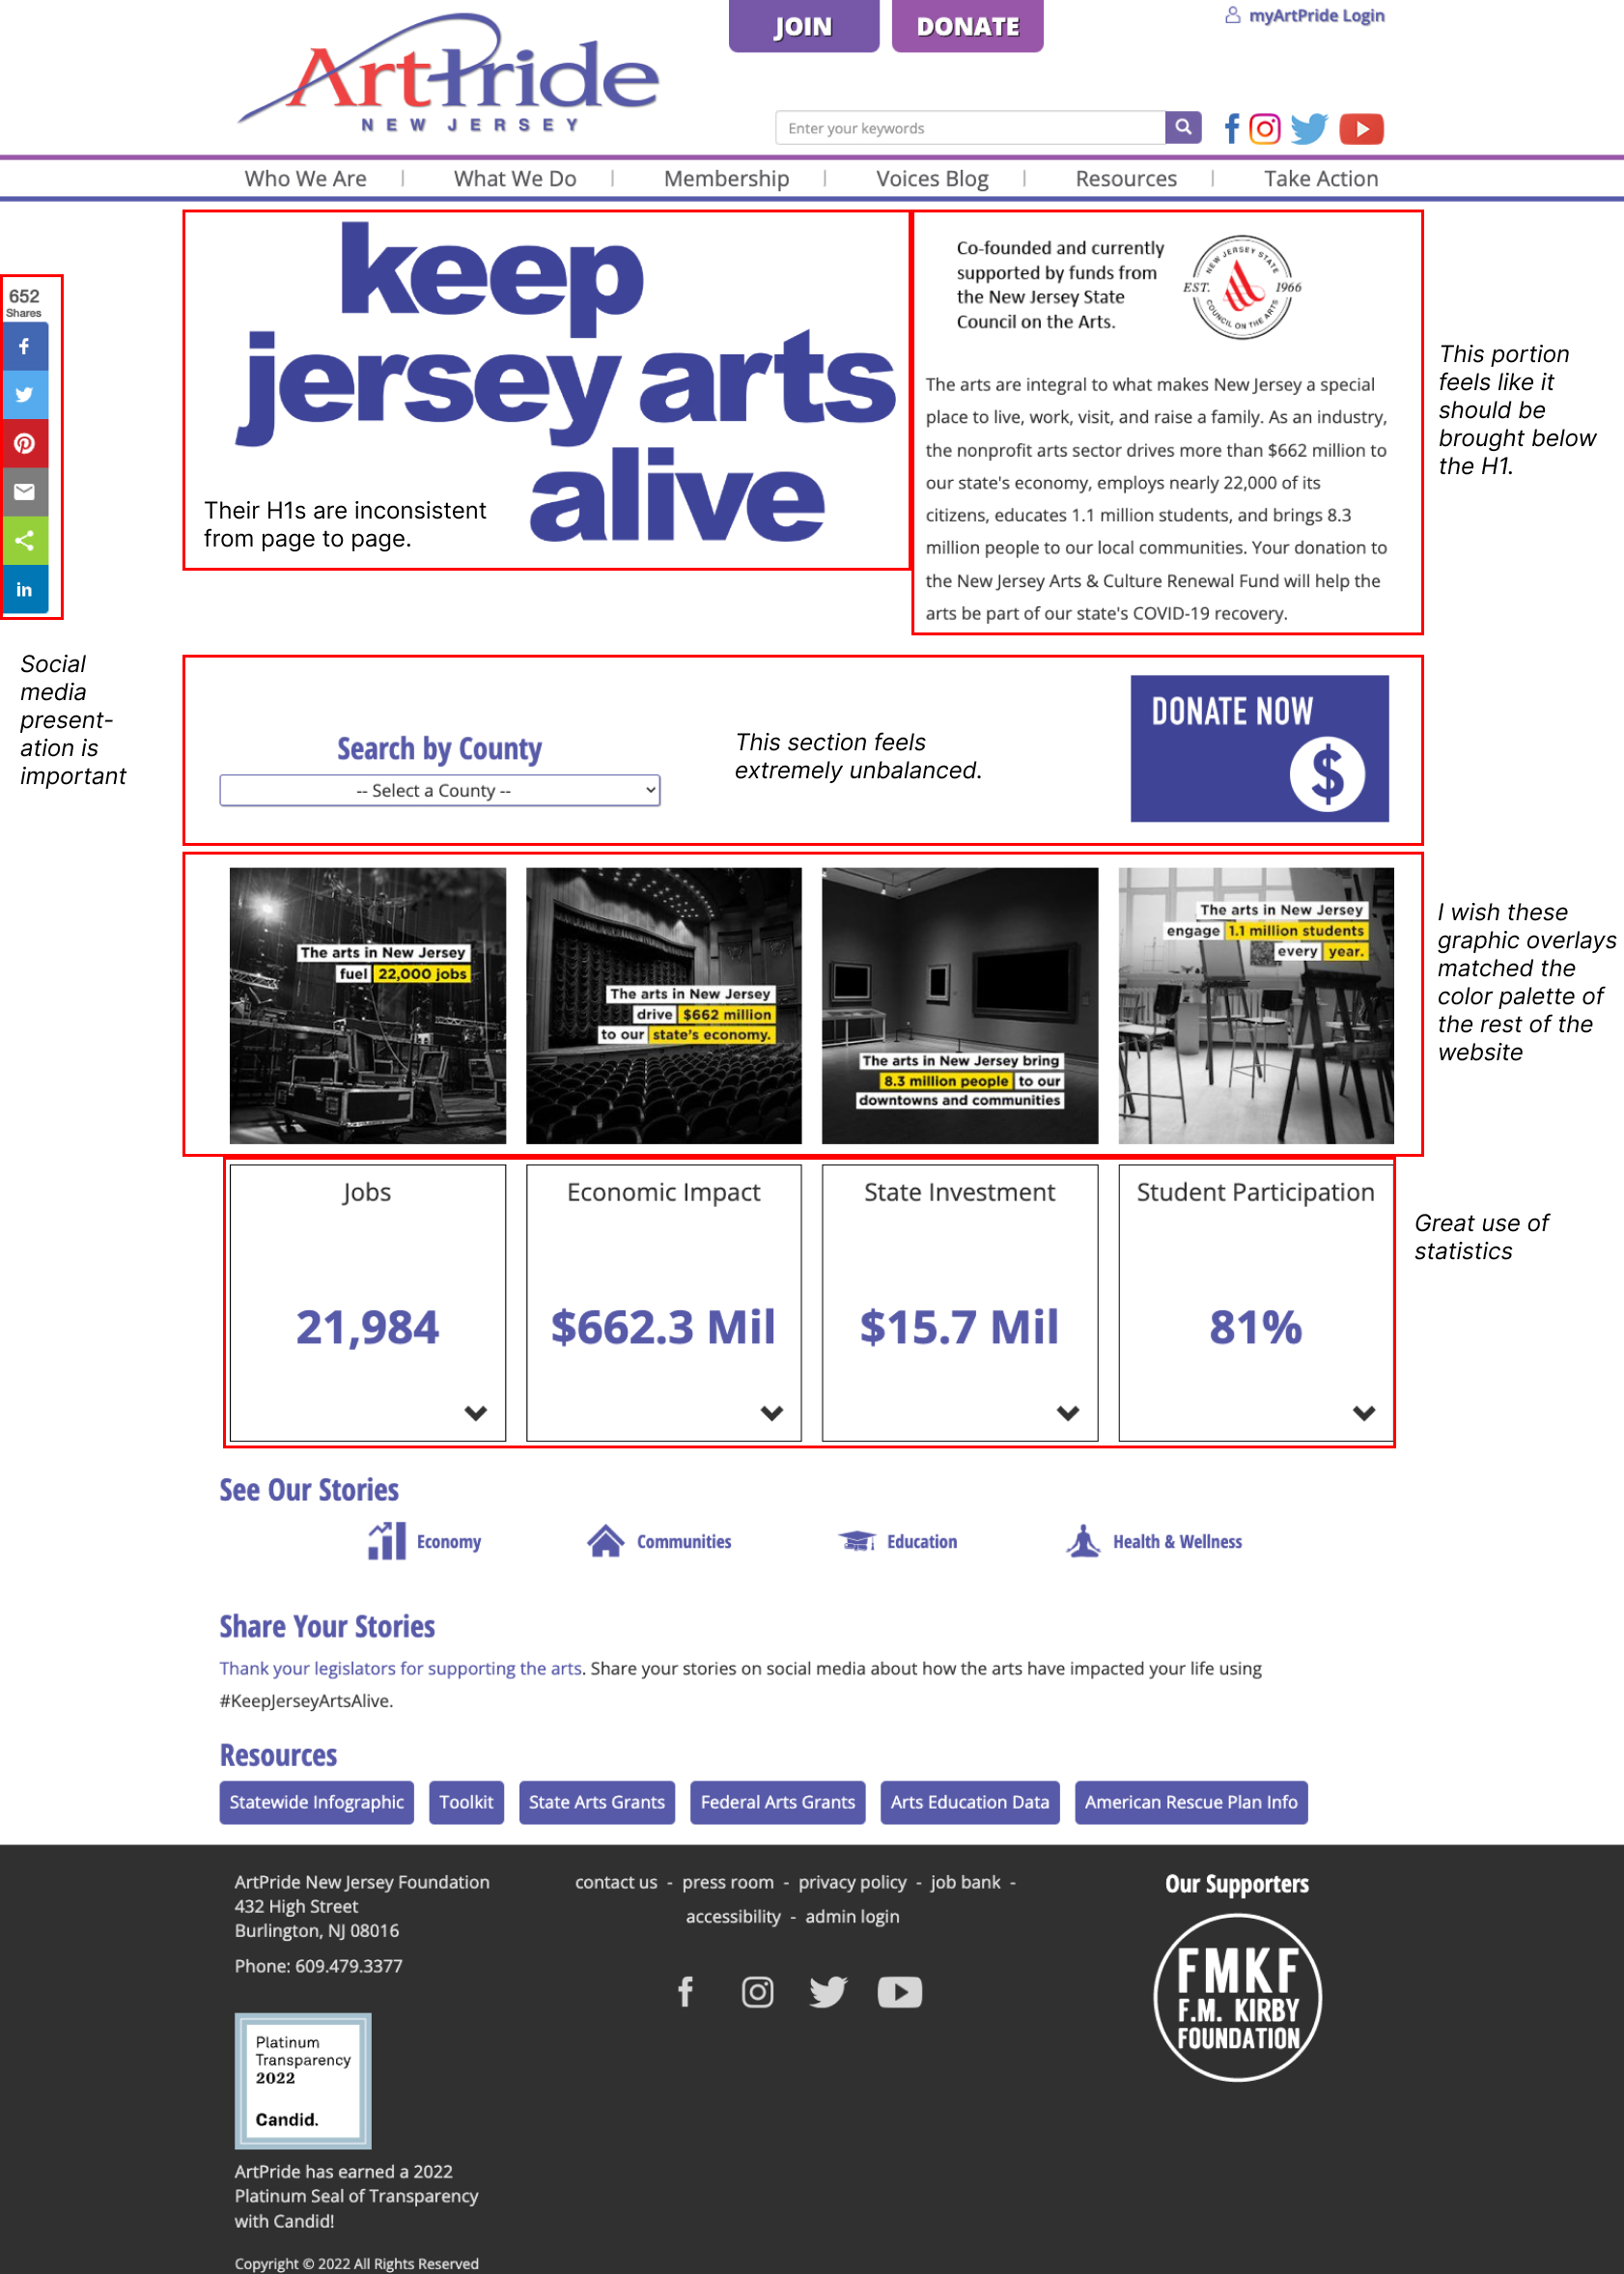 JOIN
DONATE
myArtPride Login
ArtPride
NEW JERSEY
Enter your keywords
Who We Are | What We Do | Membership | Voices Blog | Resources | Take Action
keep
jersey arts
alive
Their H1s are inconsistent
from page to page.
Co-founded and currently
supported by funds from
the New Jersey State
Council on the Arts.
NEW JERSEY STATE
EST. 1966
COUNCIL ON THE ARTS
The arts are integral to what makes New Jersey a special
place to live, work, visit, and raise a family. As an industry,
the nonprofit arts sector drives more than $662 million to
our state's economy, employs nearly 22,000 of its
citizens, educates 1.1 million students, and brings 8.3
million people to our local communities. Your donation to
the New Jersey Arts & Culture Renewal Fund will help the
arts be part of our state's COVID-19 recovery.
This portion
feels like it
should be
brought below
the H1.
652
Shares
in
Social
media
present-
ation is
important
Search by County
-- Select a County --
This section feels
extremely unbalanced.
DONATE NOW
$
The arts in New Jersey
fuel 22,000 jobs
The arts in New Jersey
drive $662 million
to our state's economy.
The arts in New Jersey bring
8.3 million people to our
downtowns and communities
The arts in New Jersey
engage 1.1 million students
every year.
I wish these
graphic overlays
matched the
color palette of
the rest of the
website
Jobs
21,984
Economic Impact
$662.3 Mil
State Investment
$15.7 Mil
Student Participation
81%
Great use of
statistics
See Our Stories
Economy
Communities
Education
Health & Wellness
Share Your Stories
Thank your legislators for supporting the arts. Share your stories on social media about how the arts have impacted your life using
#KeepJerseyArtsAlive.
Resources
Statewide Infographic
Toolkit
State Arts Grants
Federal Arts Grants
Arts Education Data
American Rescue Plan Info
ArtPride New Jersey Foundation
432 High Street
Burlington, NJ 08016
Phone: 609.479.3377
Platinum
Transparency
2022
Candid.
ArtPride has earned a 2022
Platinum Seal of Transparency
with Candid!
Copyright © 2022 All Rights Reserved
contact us - press room - privacy policy - job bank -
accessibility - admin login
Our Supporters
FMKF
F.M. KIRBY
FOUNDATION